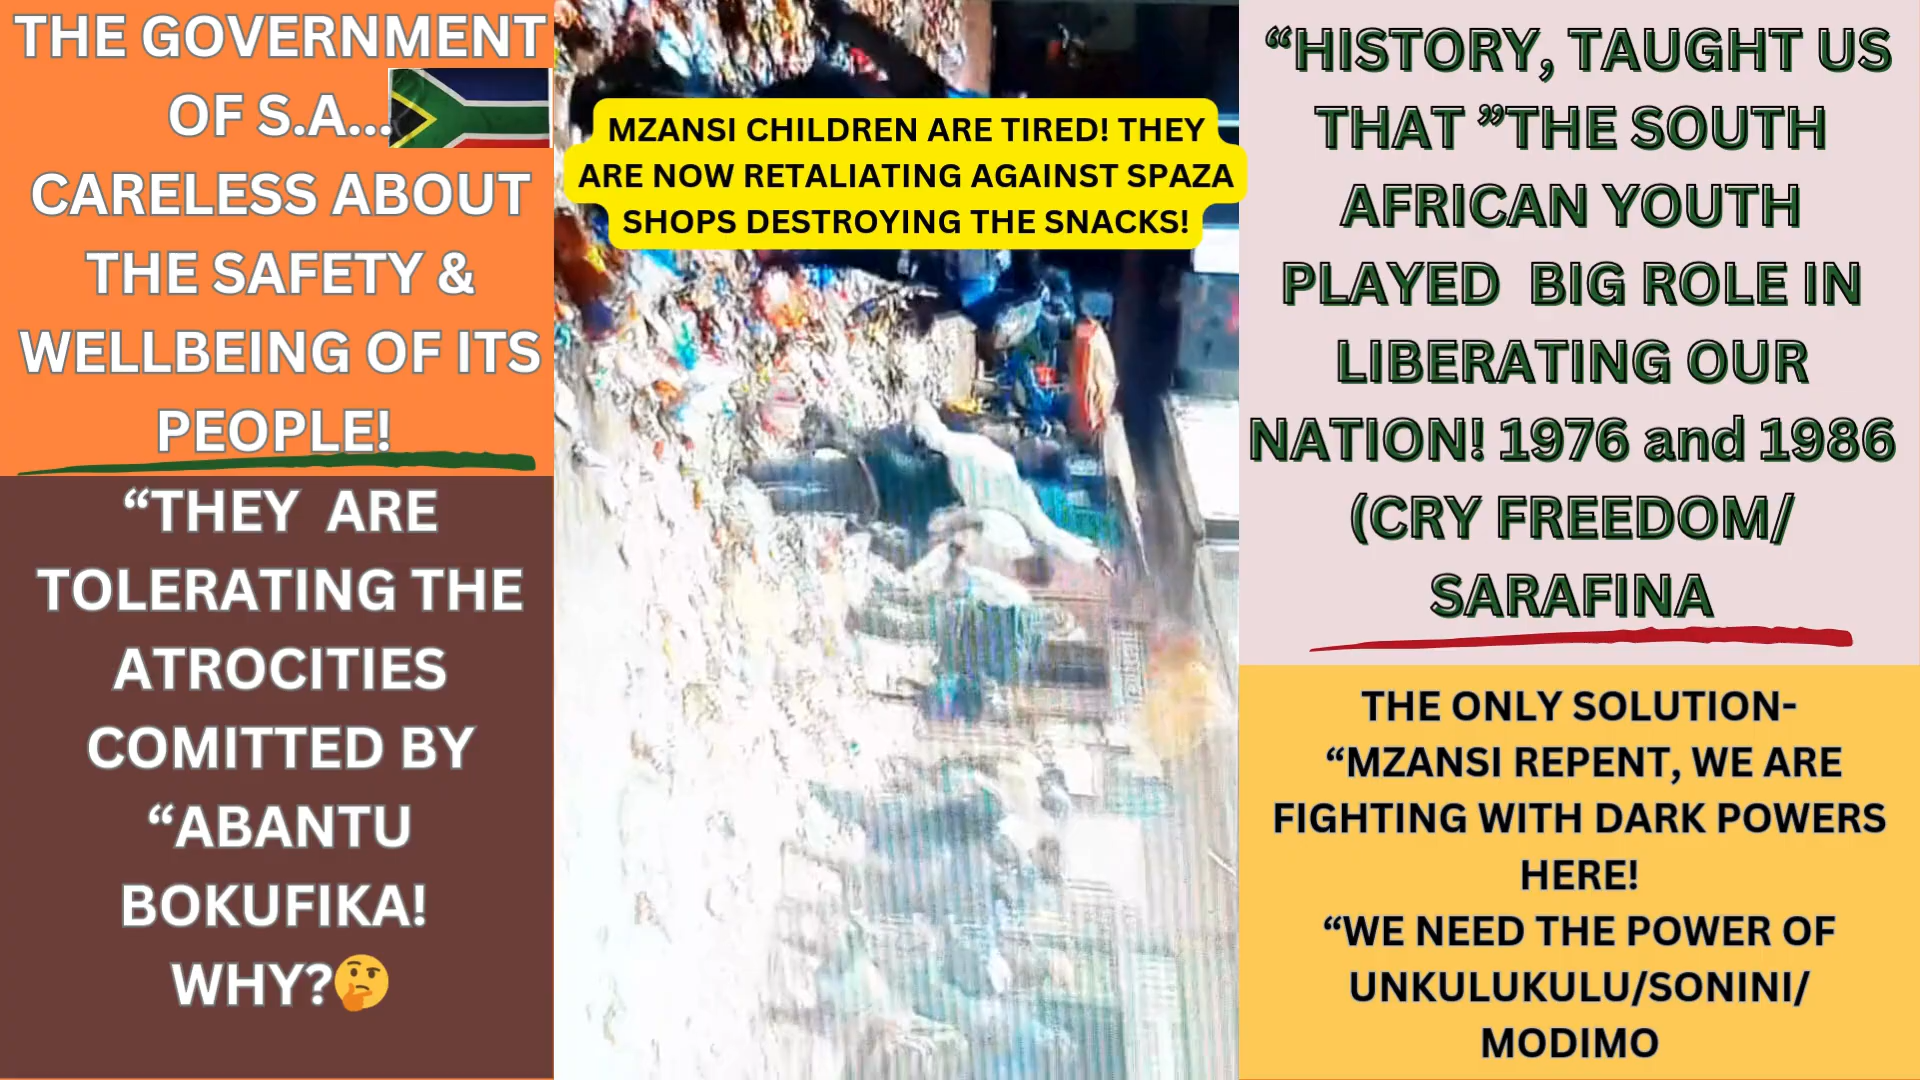 THE GOVERNMENT
OF S.A...
CARELESS ABOUT
THE SAFETY &
WELLBEING OF ITS
PEOPLE!
“THEY ARE
TOLERATING THE
ATROCITIES
COMITTED BY
“ABANTU
BOKUFIKA!
WHY?🤔
MZANSI CHILDREN ARE TIRED! THEY
ARE NOW RETALIATING AGAINST SPAZA
SHOPS DESTROYING THE SNACKS!
“HISTORY, TAUGHT US
THAT ”THE SOUTH
AFRICAN YOUTH
PLAYED BIG ROLE IN
LIBERATING OUR
NATION! 1976 and 1986
(CRY FREEDOM/
SARAFINA
THE ONLY SOLUTION-
“MZANSI REPENT, WE ARE
FIGHTING WITH DARK POWERS
HERE!
“WE NEED THE POWER OF
UNKULUKULU/SONINI/
MODIMO